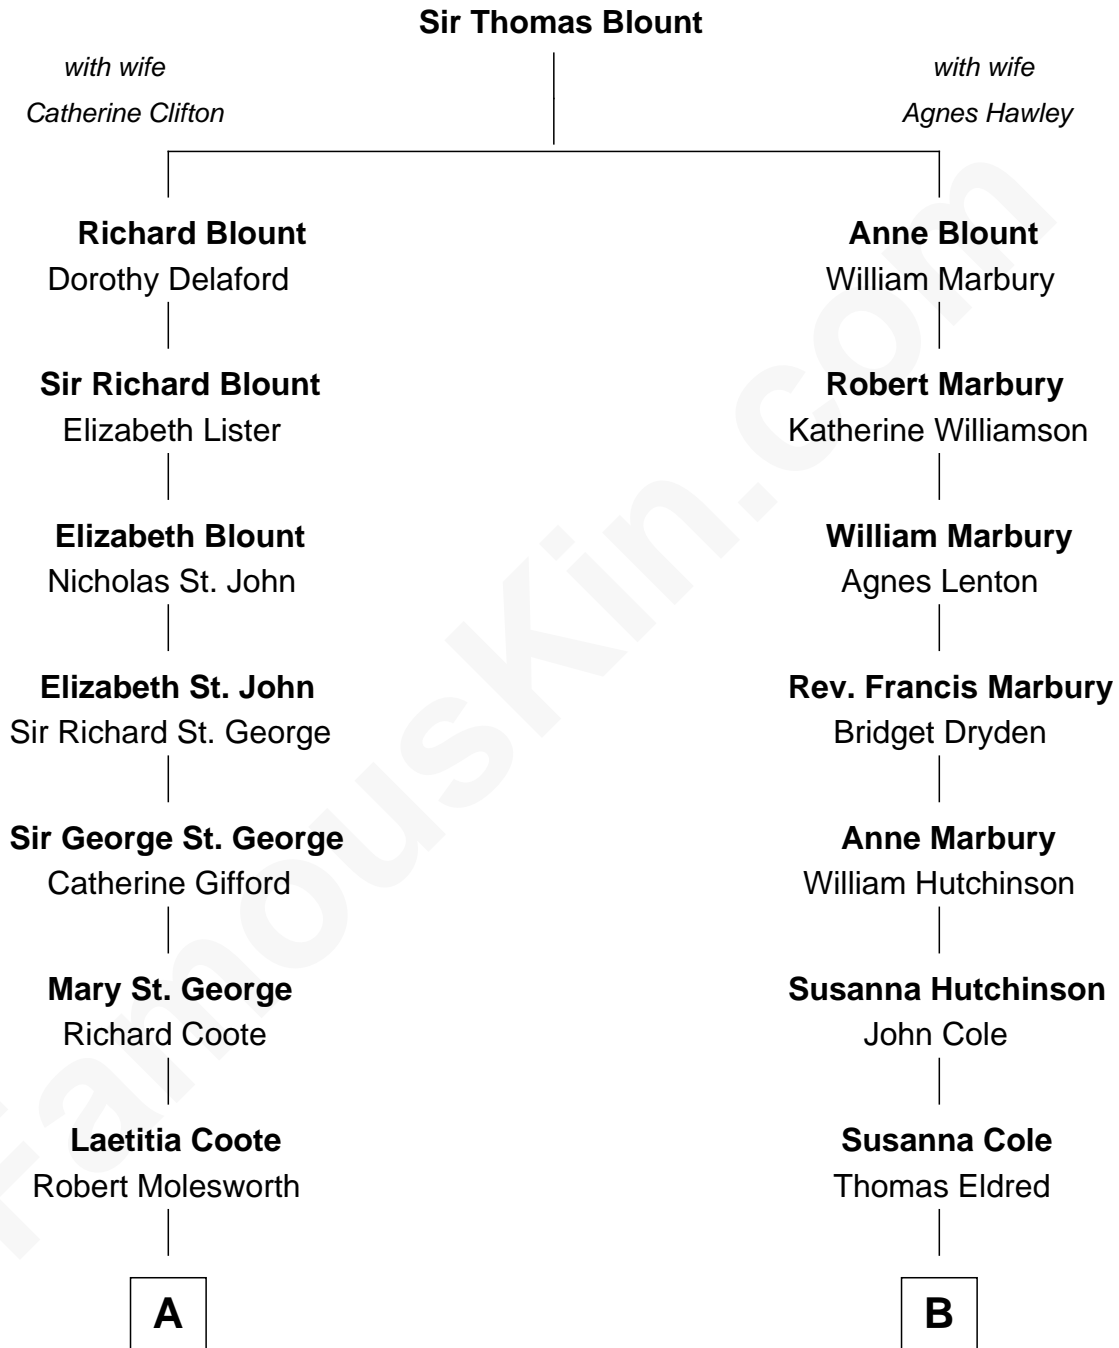 Sir Thomas Blount
with wife
Catherine Clifton
with wife
Agnes Hawley
Richard Blount
Dorothy Delaford
Anne Blount
William Marbury
Sir Richard Blount
Elizabeth Lister
Robert Marbury
Katherine Williamson
Elizabeth Blount
Nicholas St. John
William Marbury
Agnes Lenton
Elizabeth St. John
Sir Richard St. George
Rev. Francis Marbury
Bridget Dryden
Sir George St. George
Catherine Gifford
Anne Marbury
William Hutchinson
Mary St. George
Richard Coote
Susanna Hutchinson
John Cole
Laetitia Coote
Robert Molesworth
Susanna Cole
Thomas Eldred
A
B
FamousKin.com